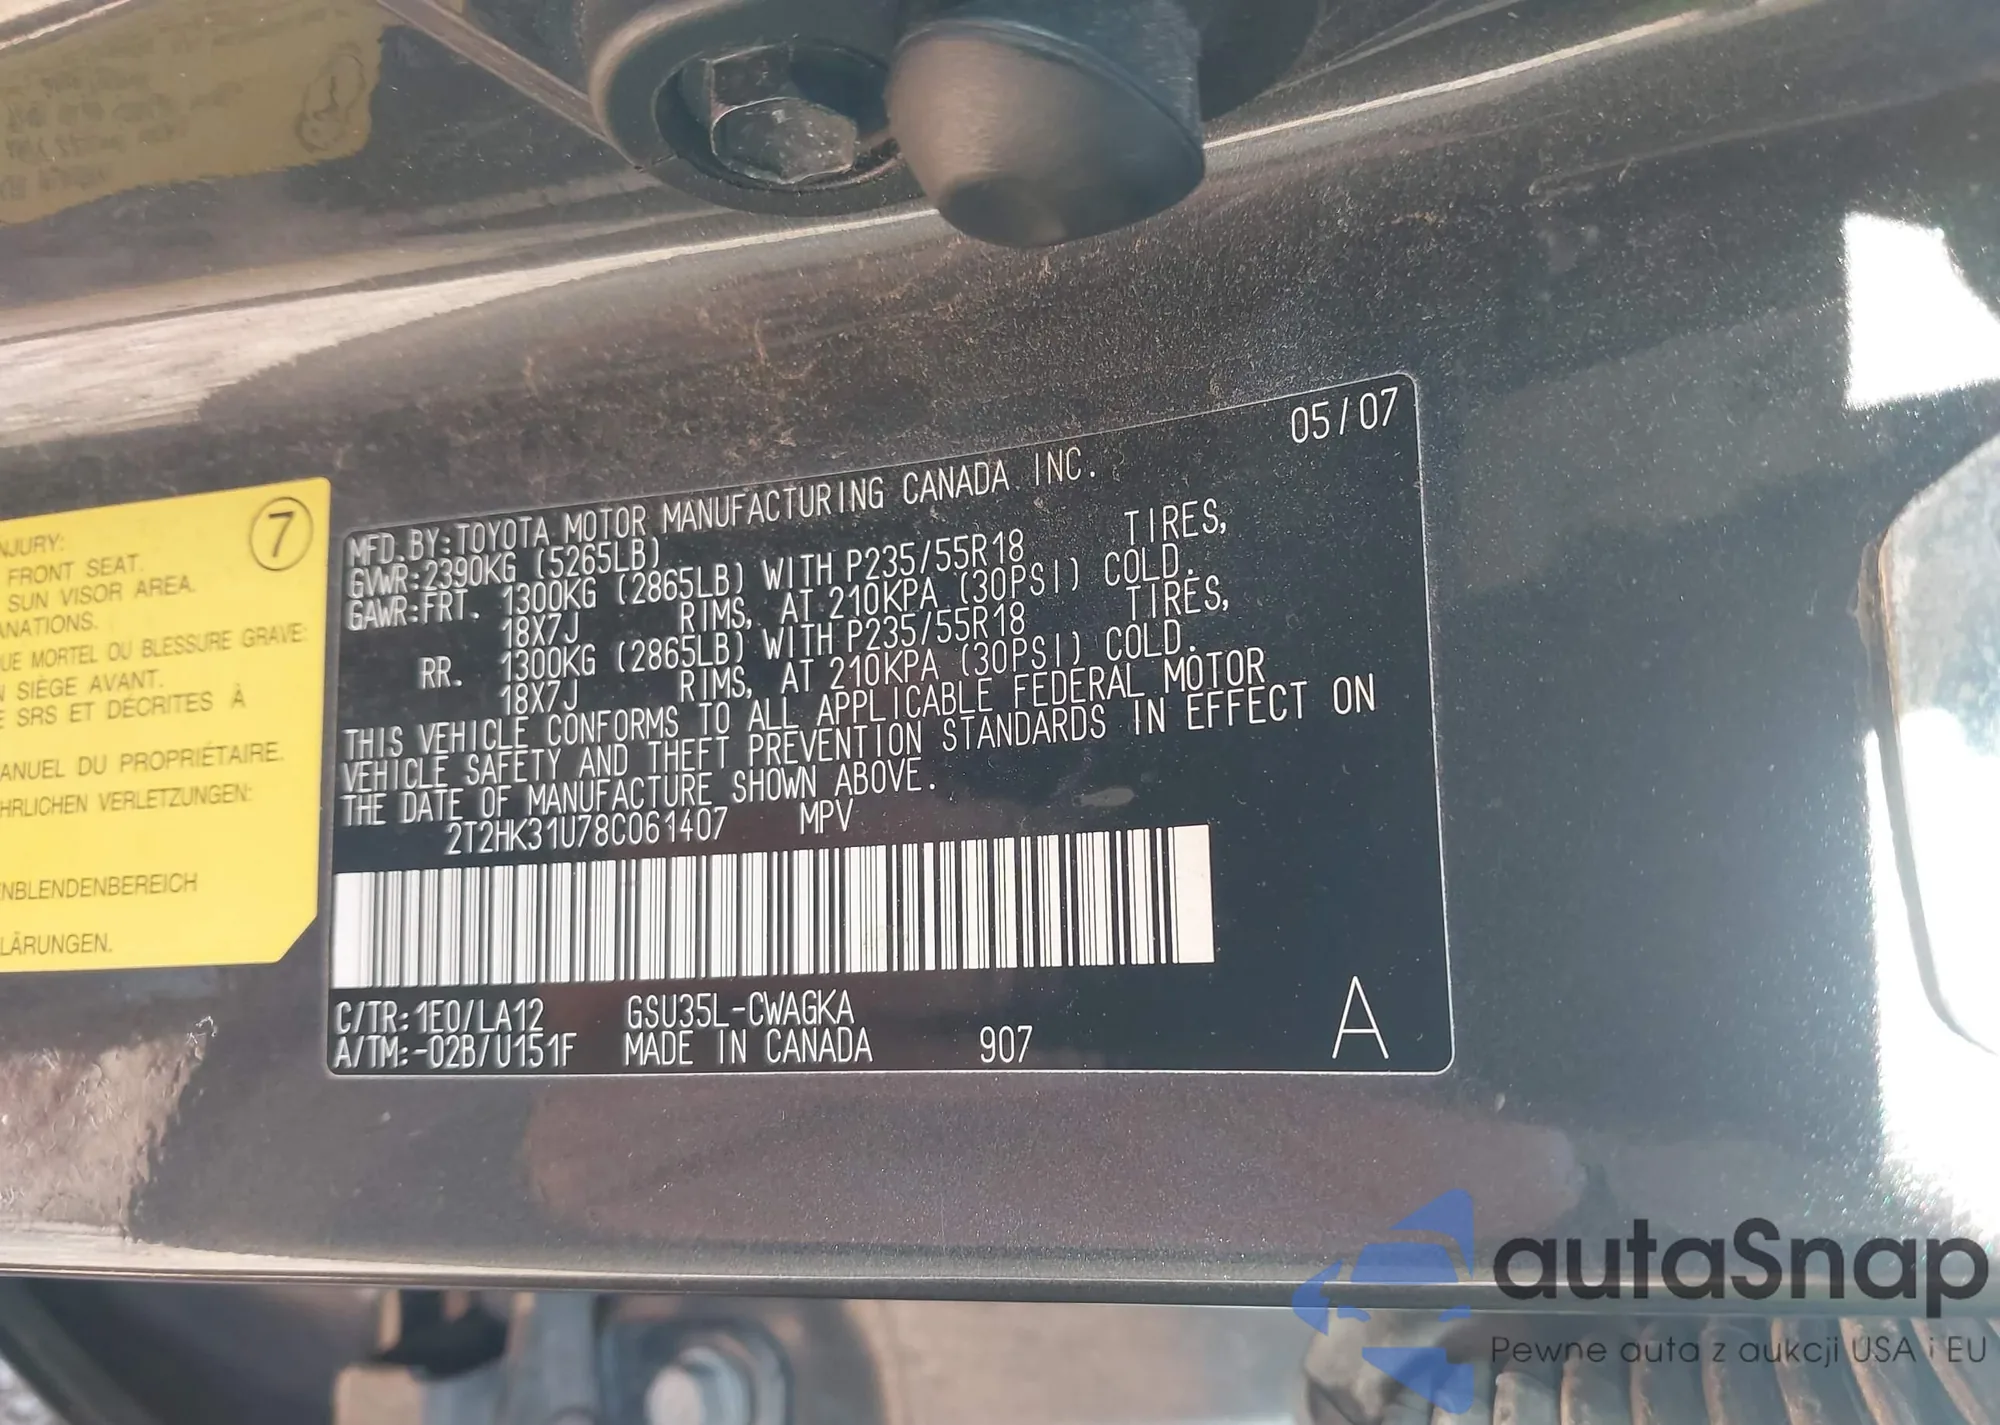 7
NJURY:
FRONT SEAT.
SUN VISOR AREA.
ANATIONS.
UE MORTEL OU BLESSURE GRAVE:
N SIÈGE AVANT.
E SRS ET DÉCRITES À
ANUEL DU PROPRIÉTAIRE.
HRLICHEN VERLETZUNGEN:
NBLENDENBEREICH
LÄRUNGEN.
05/07
MFD.BY:TOYOTA MOTOR MANUFACTURING CANADA INC.
GVWR:2390KG (5265LB)
GAWR:FRT. 1300KG (2865LB) WITH P235/55R18 TIRES,
18X7J RIMS, AT 210KPA (30PSI) COLD.
RR. 1300KG (2865LB) WITH P235/55R18 TIRES,
18X7J RIMS, AT 210KPA (30PSI) COLD.
THIS VEHICLE CONFORMS TO ALL APPLICABLE FEDERAL MOTOR
VEHICLE SAFETY AND THEFT PREVENTION STANDARDS IN EFFECT ON
THE DATE OF MANUFACTURE SHOWN ABOVE.
2T2HK31U78C061407 MPV
C/TR:1E0/LA12 GSU35L-CWAGKA
A/TM:-02B/U151F MADE IN CANADA 907
A
autaSnap
Pewne auta z aukcji USA i EU